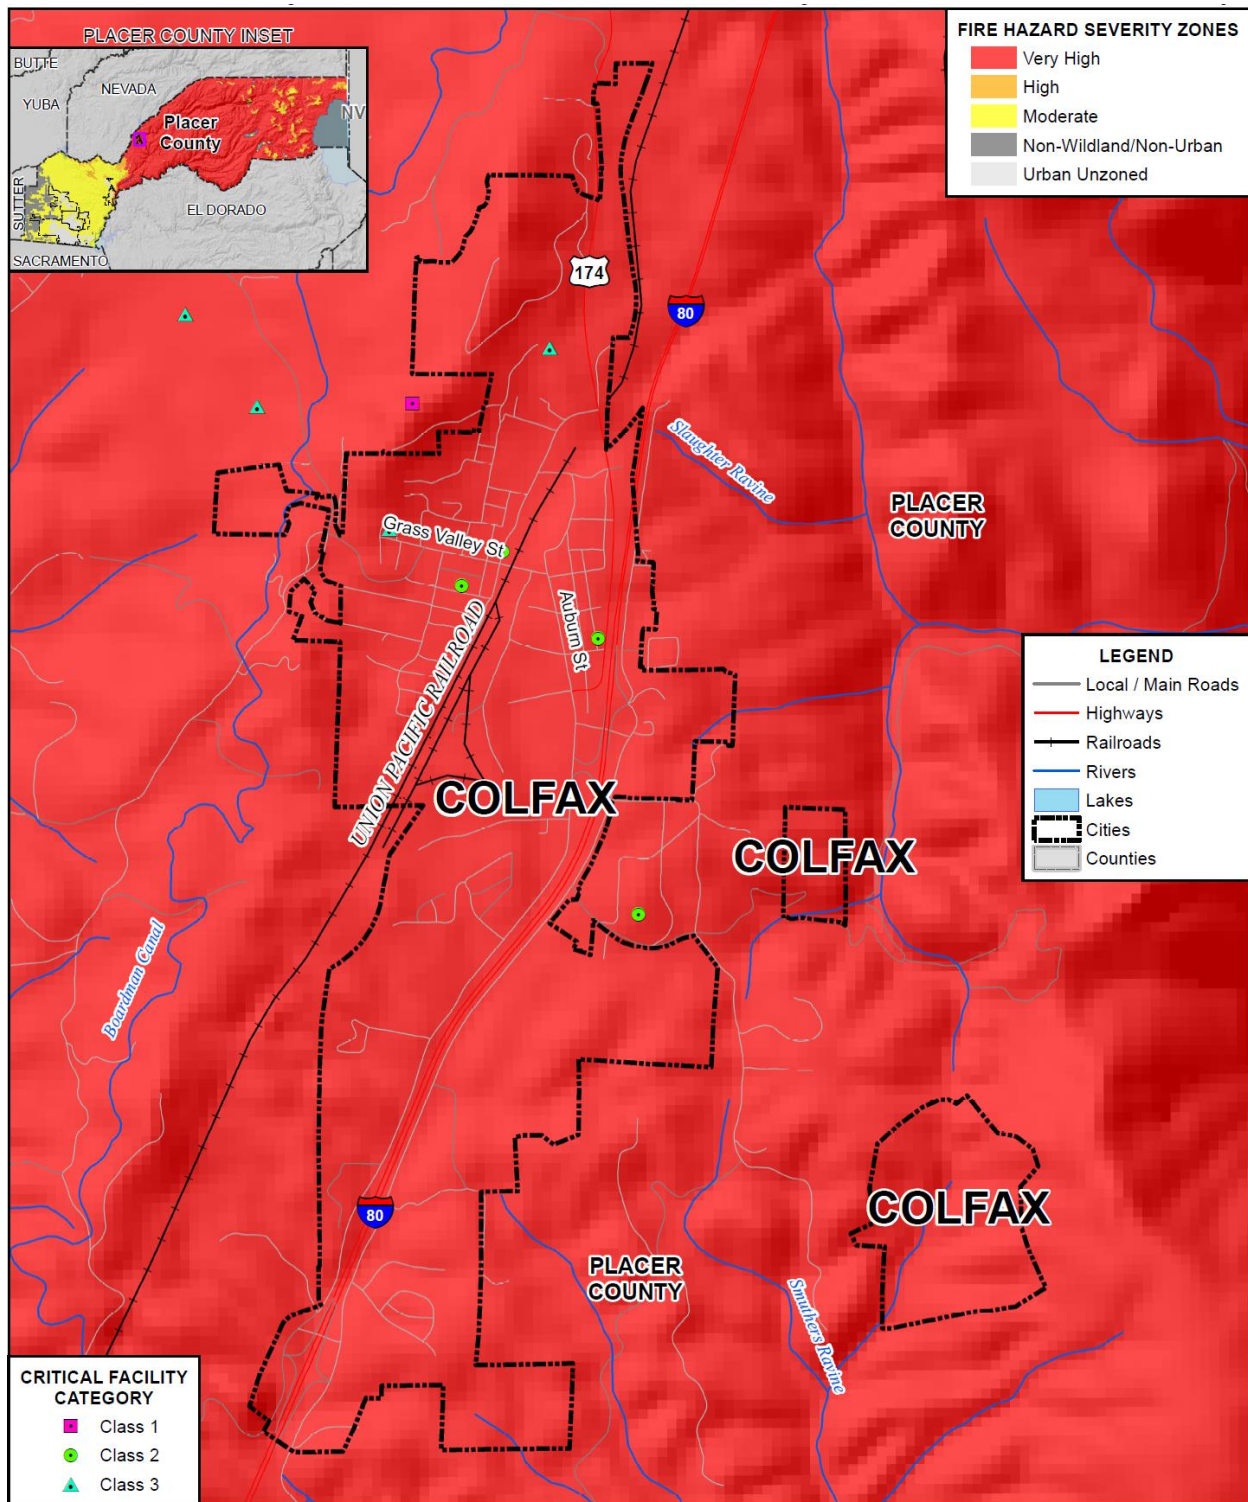 PLACER COUNTY INSET
BUTTE
NEVADA
YUBA
NV
Placer
County
SUTTER
EL DORADO
SACRAMENTO
FIRE HAZARD SEVERITY ZONES
Very High
High
Moderate
Non-Wildland/Non-Urban
Urban Unzoned
174
80
Slaughter Ravine
PLACER
COUNTY
Grass Valley St
Auburn St
UNION PACIFIC RAILROAD
COLFAX
COLFAX
LEGEND
Local / Main Roads
Highways
Railroads
Rivers
Lakes
Cities
Counties
Boardman Canal
COLFAX
80
PLACER
COUNTY
Smuthers Ravine
CRITICAL FACILITY
CATEGORY
Class 1
Class 2
Class 3